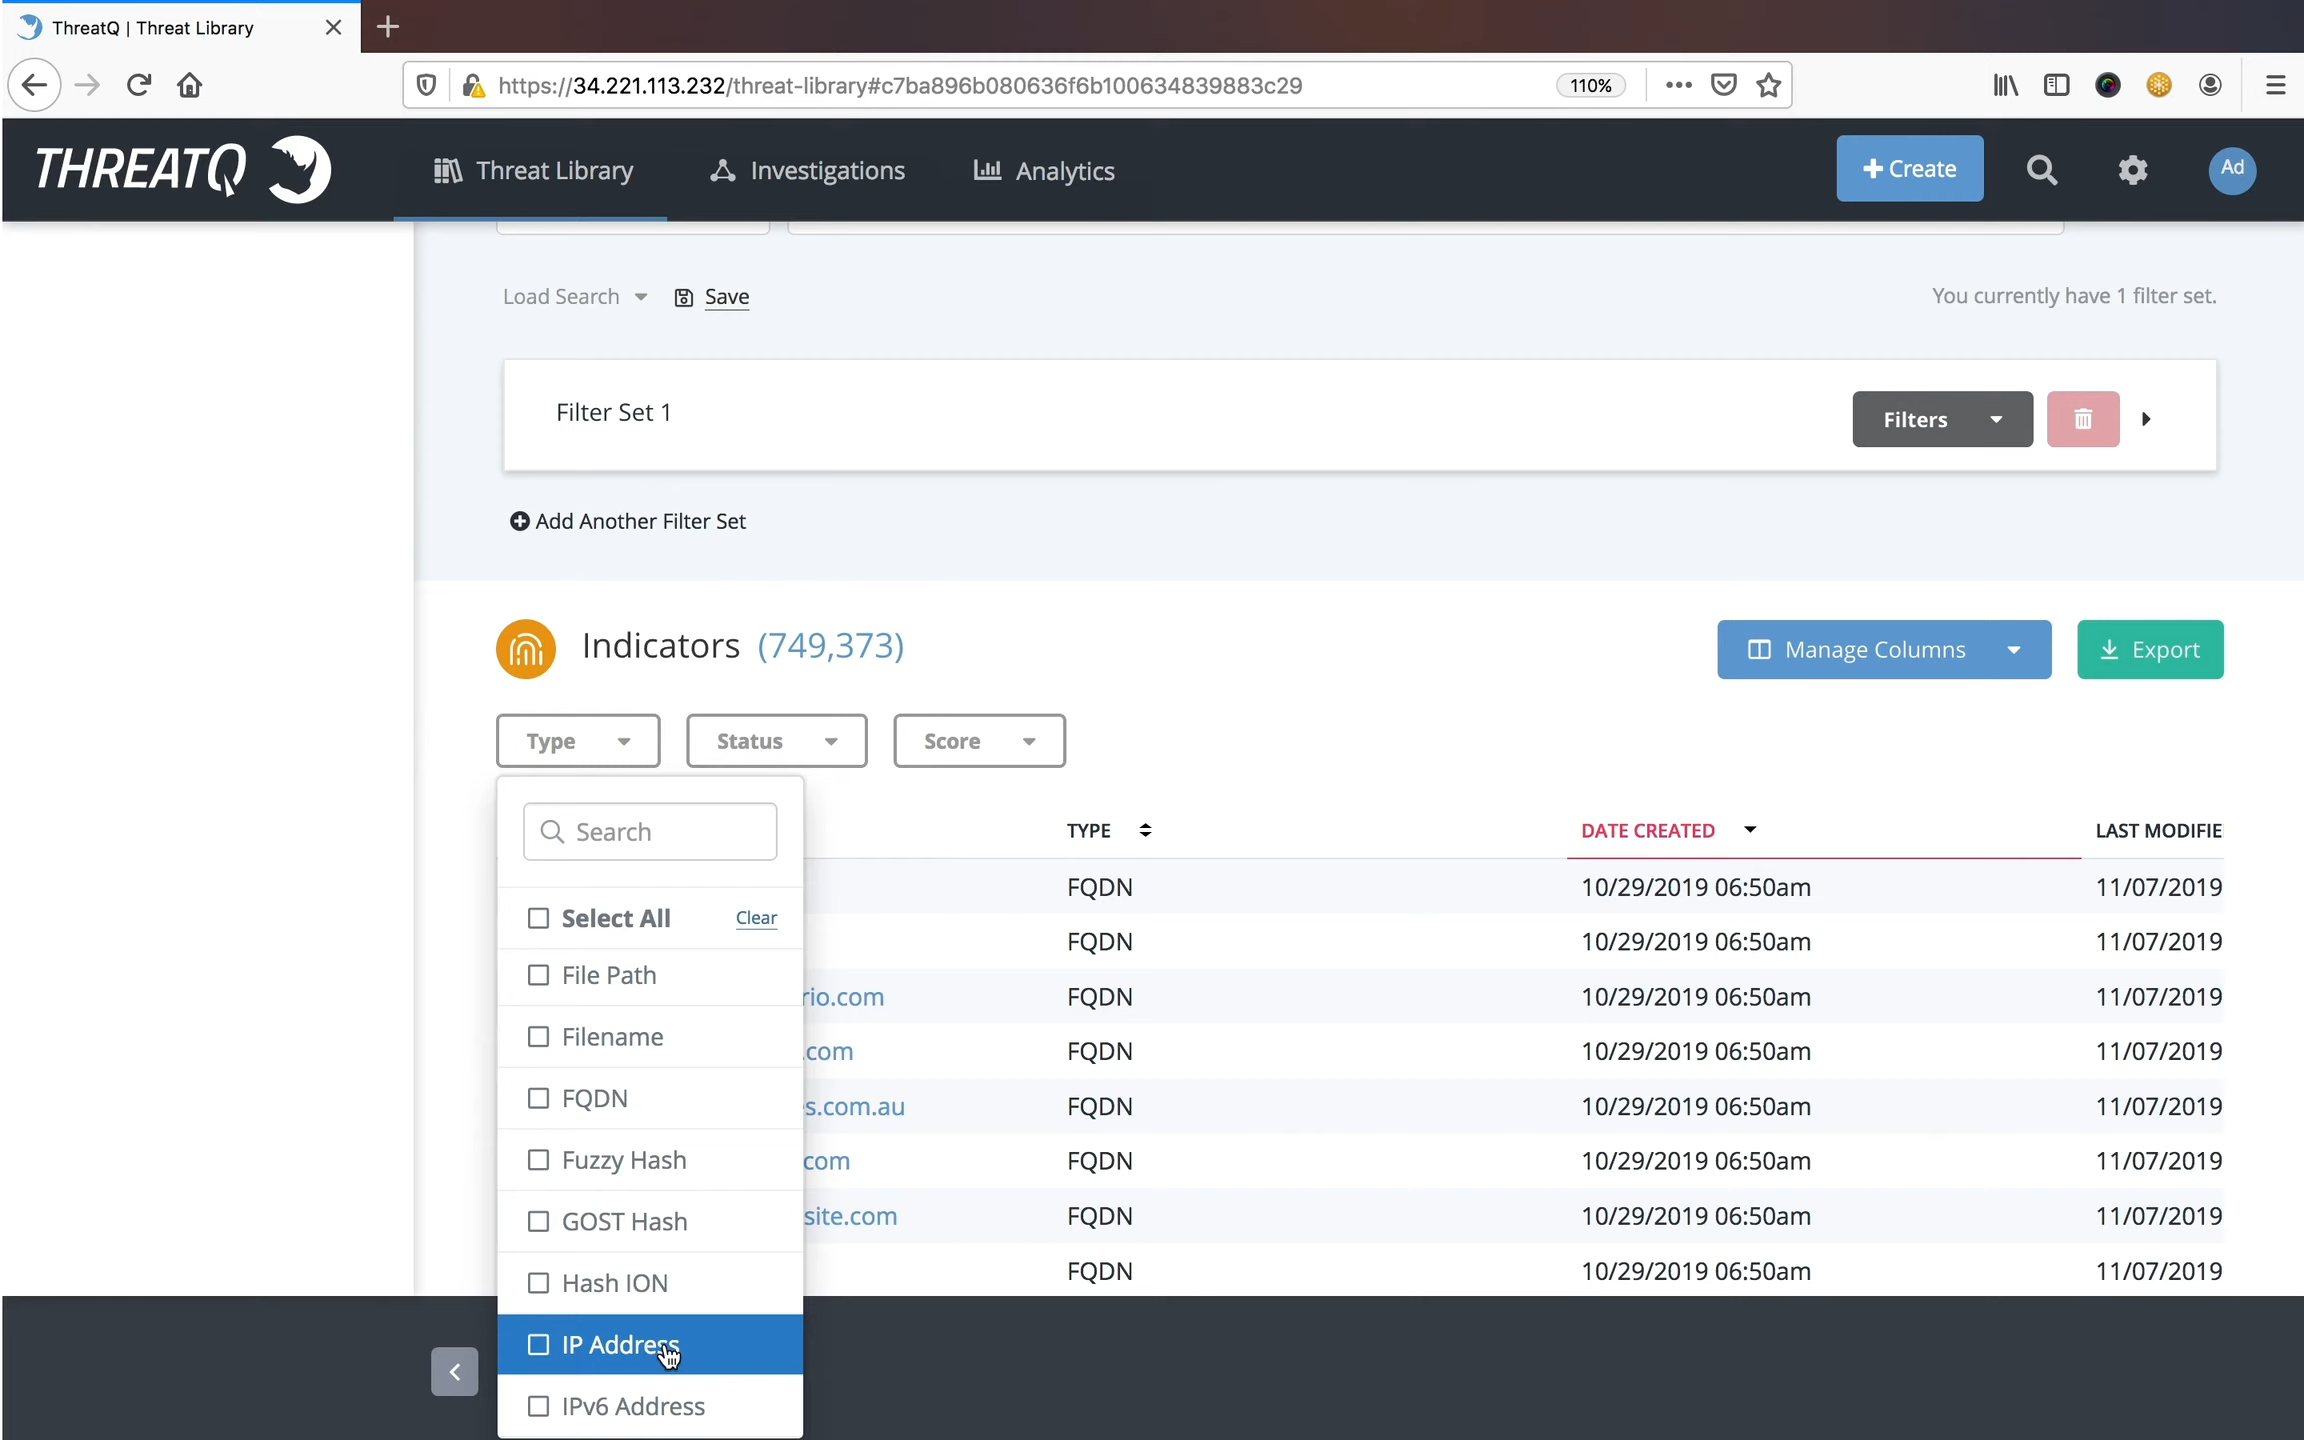 ThreatQ | Threat Library
https://34.221.113.232/threat-library#c7ba896b080636f6b100634839883c29
110%
THREATQ
Threat Library
Investigations
Analytics
Create
Ad
Load Search
Save
You currently have 1 filter set.
Filter Set 1
Filters
Add Another Filter Set
Indicators (749,373)
Manage Columns
Export
Type
Status
Score
Search
Select All
Clear
File Path
Filename
FQDN
Fuzzy Hash
GOST Hash
Hash ION
IP Address
IPv6 Address
TYPE DATE CREATED LAST MODIFIE
FQDN 10/29/2019 06:50am 11/07/2019
FQDN 10/29/2019 06:50am 11/07/2019
rio.com FQDN 10/29/2019 06:50am 11/07/2019
.com FQDN 10/29/2019 06:50am 11/07/2019
s.com.au FQDN 10/29/2019 06:50am 11/07/2019
com FQDN 10/29/2019 06:50am 11/07/2019
site.com FQDN 10/29/2019 06:50am 11/07/2019
FQDN 10/29/2019 06:50am 11/07/2019